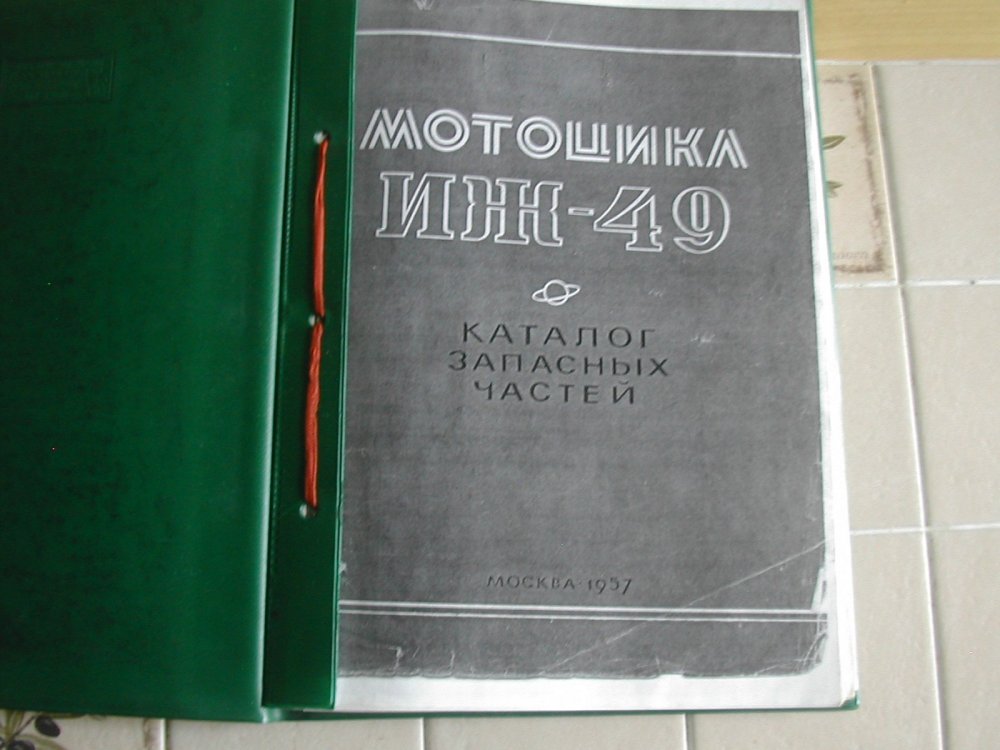 МОТОЦИКЛ
ИЖ-49
КАТАЛОГ
ЗАПАСНЫХ
ЧАСТЕЙ
МОСКВА·1957